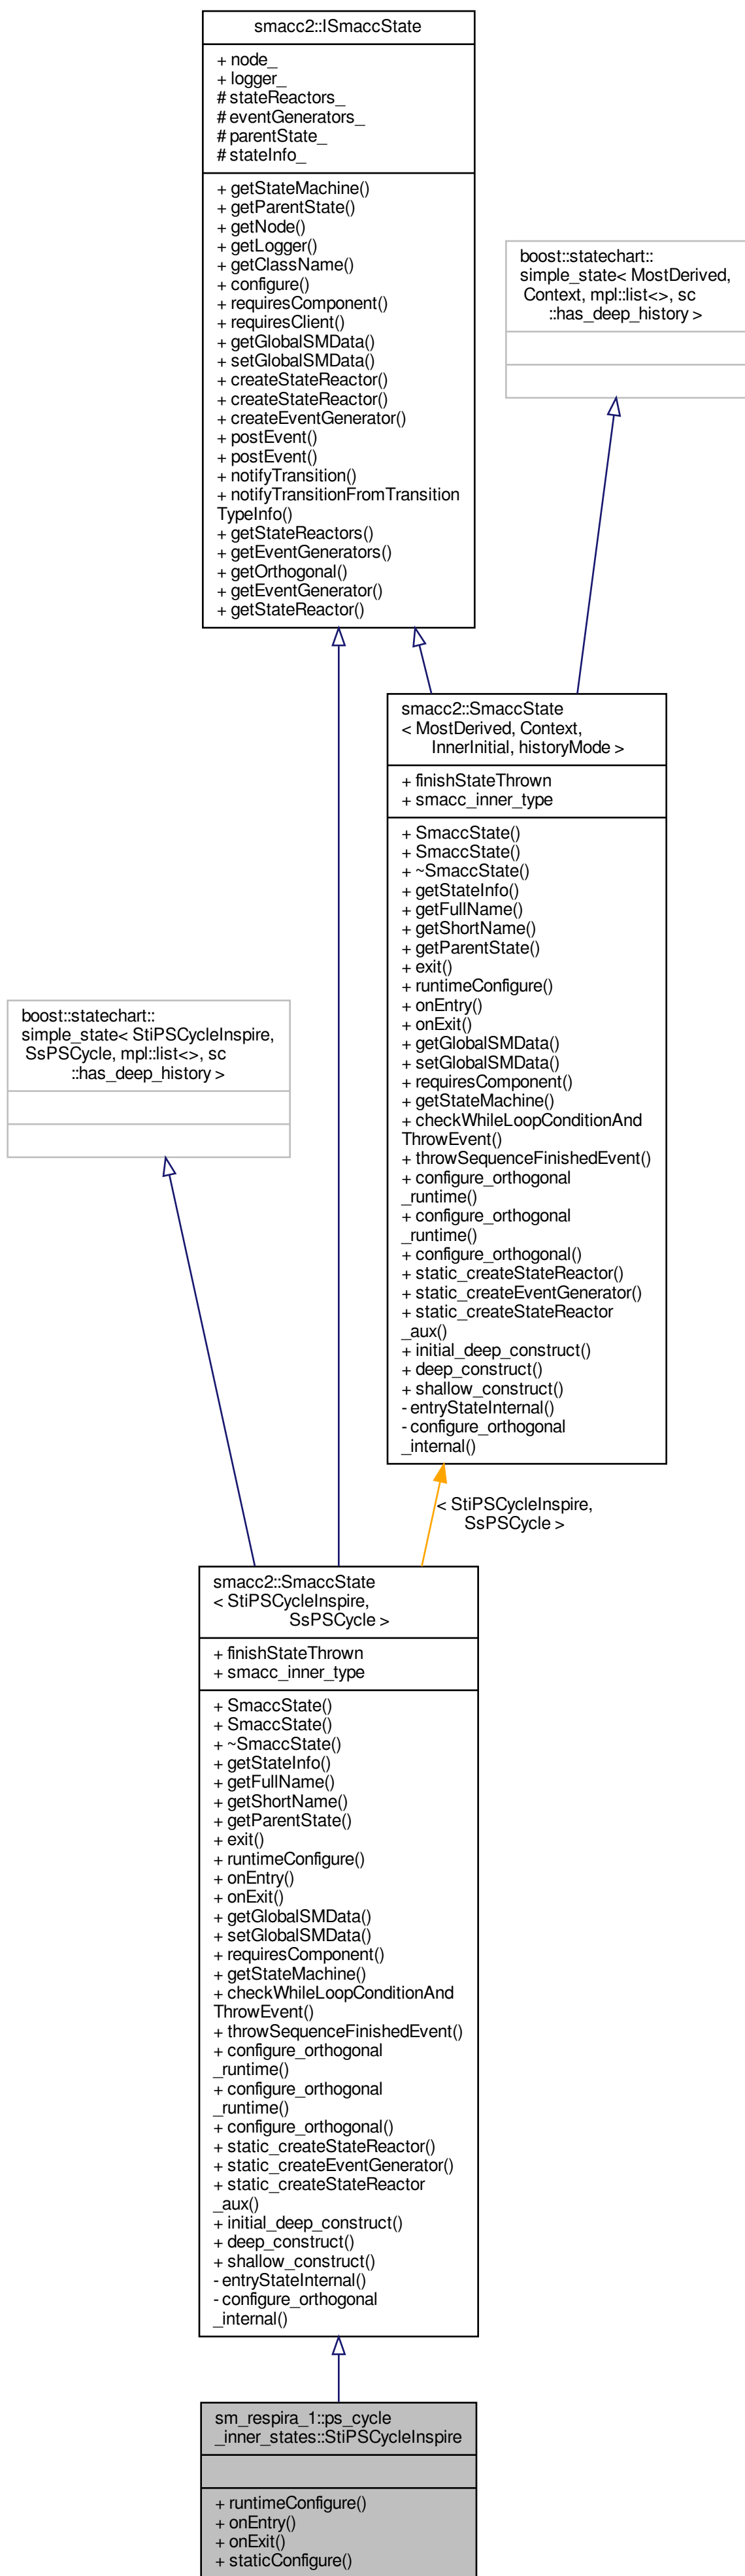 smacc2::ISmaccState
+ node_
+ logger_
# stateReactors_
# eventGenerators_
# parentState_
# stateInfo_
+ getStateMachine()
+ getParentState()
+ getNode()
+ getLogger()
+ getClassName()
+ configure()
+ requiresComponent()
+ requiresClient()
+ getGlobalSMData()
+ setGlobalSMData()
+ createStateReactor()
+ createStateReactor()
+ createEventGenerator()
+ postEvent()
+ postEvent()
+ notifyTransition()
+ notifyTransitionFromTransition
TypeInfo()
+ getStateReactors()
+ getEventGenerators()
+ getOrthogonal()
+ getEventGenerator()
+ getStateReactor()
boost::statechart::
simple_state< MostDerived,
Context, mpl::list<>, sc
::has_deep_history >
smacc2::SmaccState
< MostDerived, Context,
InnerInitial, historyMode >
+ finishStateThrown
+ smacc_inner_type
+ SmaccState()
+ SmaccState()
+ ~SmaccState()
+ getStateInfo()
+ getFullName()
+ getShortName()
+ getParentState()
+ exit()
+ runtimeConfigure()
+ onEntry()
+ onExit()
+ getGlobalSMData()
+ setGlobalSMData()
+ requiresComponent()
+ getStateMachine()
+ checkWhileLoopConditionAnd
ThrowEvent()
+ throwSequenceFinishedEvent()
+ configure_orthogonal
_runtime()
+ configure_orthogonal
_runtime()
+ configure_orthogonal()
+ static_createStateReactor()
+ static_createEventGenerator()
+ static_createStateReactor
_aux()
+ initial_deep_construct()
+ deep_construct()
+ shallow_construct()
- entryStateInternal()
- configure_orthogonal
_internal()
boost::statechart::
simple_state< StiPSCycleInspire,
SsPSCycle, mpl::list<>, sc
::has_deep_history >
< StiPSCycleInspire,
SsPSCycle >
smacc2::SmaccState
< StiPSCycleInspire,
SsPSCycle >
+ finishStateThrown
+ smacc_inner_type
+ SmaccState()
+ SmaccState()
+ ~SmaccState()
+ getStateInfo()
+ getFullName()
+ getShortName()
+ getParentState()
+ exit()
+ runtimeConfigure()
+ onEntry()
+ onExit()
+ getGlobalSMData()
+ setGlobalSMData()
+ requiresComponent()
+ getStateMachine()
+ checkWhileLoopConditionAnd
ThrowEvent()
+ throwSequenceFinishedEvent()
+ configure_orthogonal
_runtime()
+ configure_orthogonal
_runtime()
+ configure_orthogonal()
+ static_createStateReactor()
+ static_createEventGenerator()
+ static_createStateReactor
_aux()
+ initial_deep_construct()
+ deep_construct()
+ shallow_construct()
- entryStateInternal()
- configure_orthogonal
_internal()
sm_respira_1::ps_cycle
_inner_states::StiPSCycleInspire
+ runtimeConfigure()
+ onEntry()
+ onExit()
+ staticConfigure()